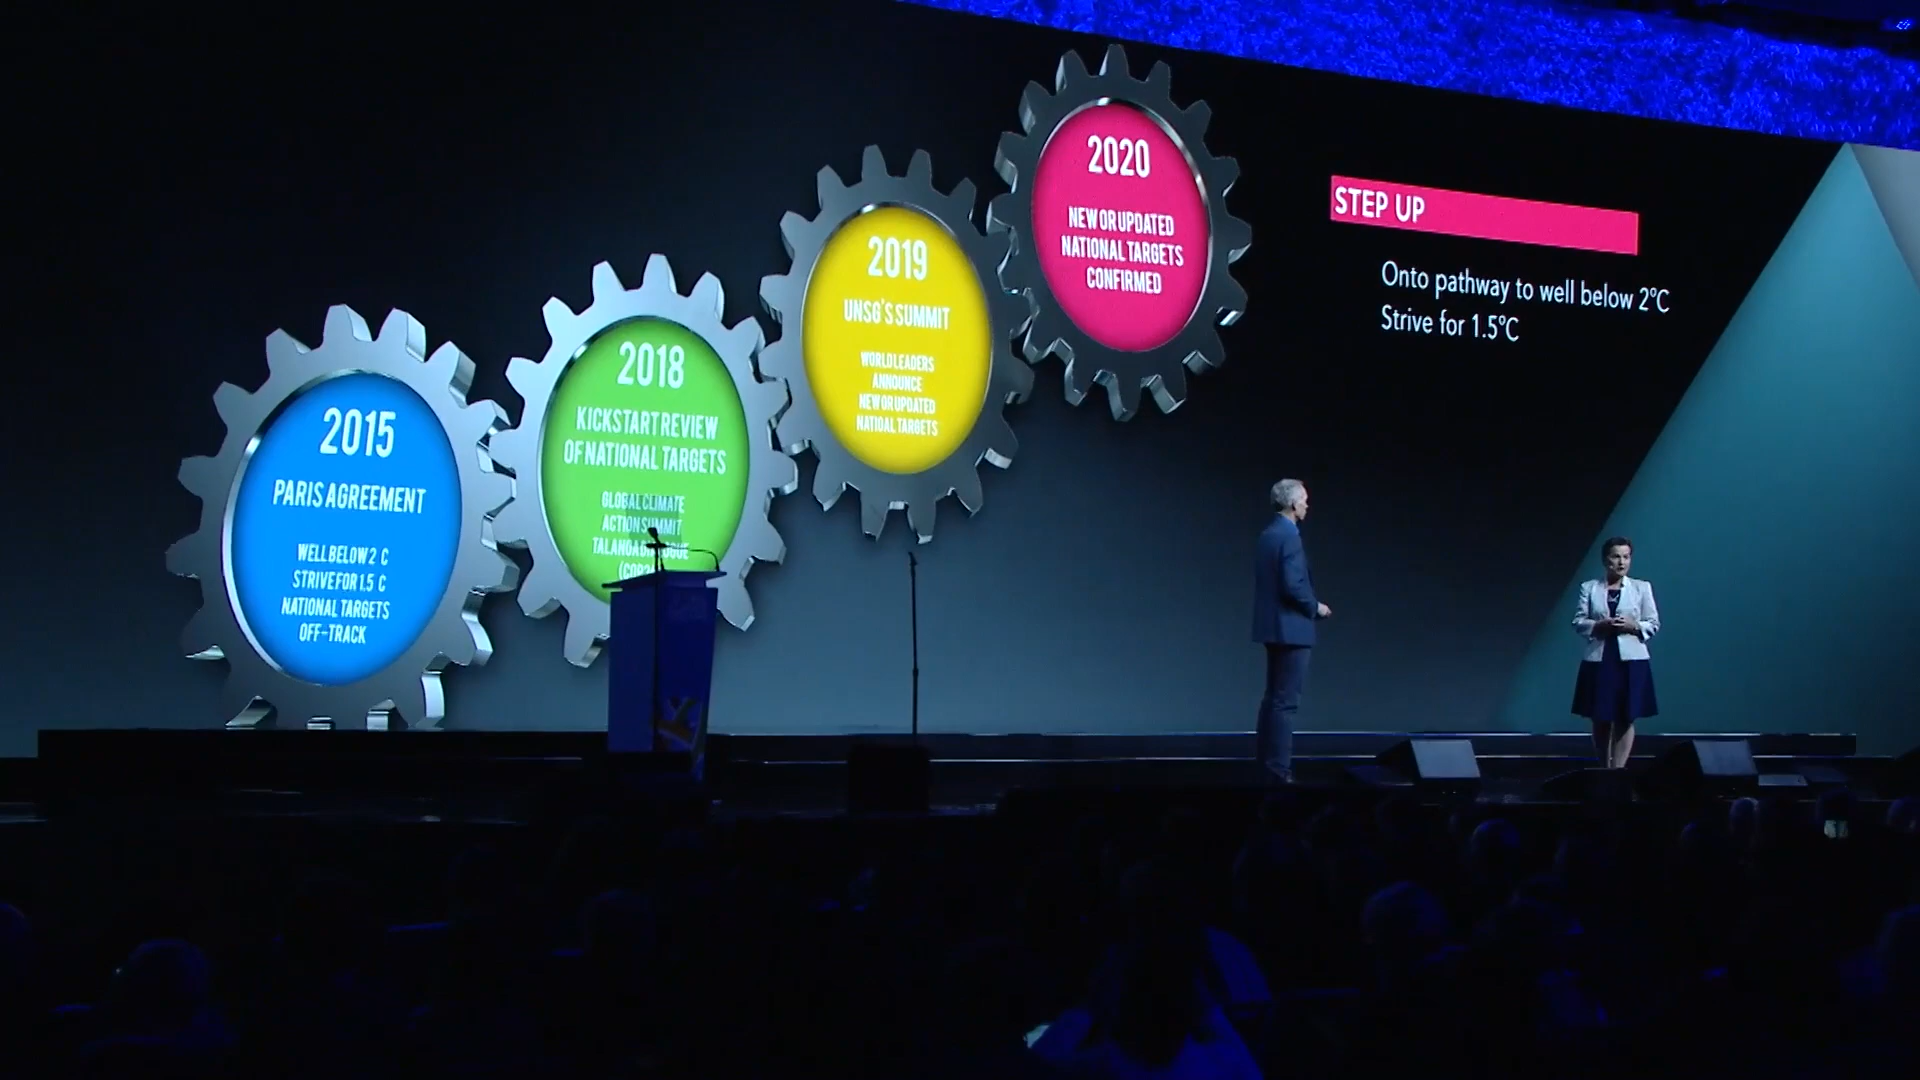 2015
PARIS AGREEMENT
WELL BELOW 2 C
STRIVE FOR 1.5 C
NATIONAL TARGETS
OFF-TRACK
2018
KICKSTART REVIEW
OF NATIONAL TARGETS
GLOBAL CLIMATE
ACTION SUMMIT
TALANOA
2019
UNSG'S SUMMIT
WORLD LEADERS
ANNOUNCE
NEW OR UPDATED
NATIONAL TARGETS
2020
NEW OR UPDATED
NATIONAL TARGETS
CONFIRMED
STEP UP
Onto pathway to well below 2°C
Strive for 1.5°C